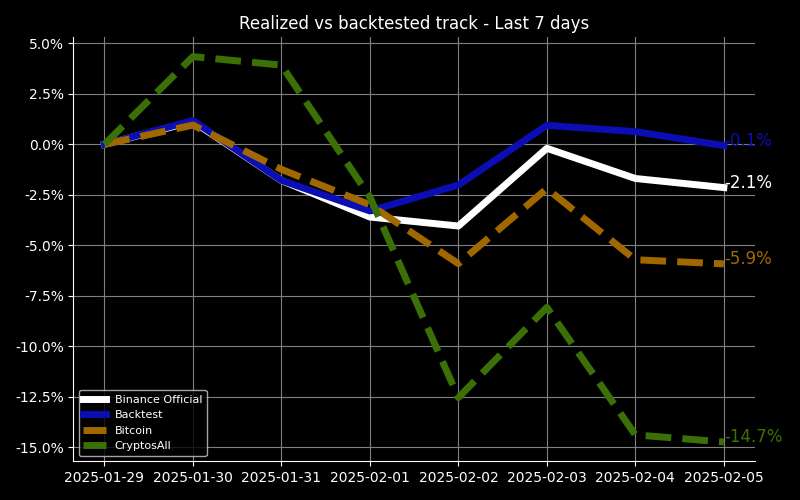 Realized vs backtested track - Last 7 days
5.0%
2.5%
0.0%
-2.5%
-5.0%
-7.5%
-10.0%
-12.5%
-15.0%
-0.1%
-2.1%
-5.9%
-14.7%
Binance Official
Backtest
Bitcoin
CryptosAll
2025-01-29 2025-01-30 2025-01-31 2025-02-01 2025-02-02 2025-02-03 2025-02-04 2025-02-05